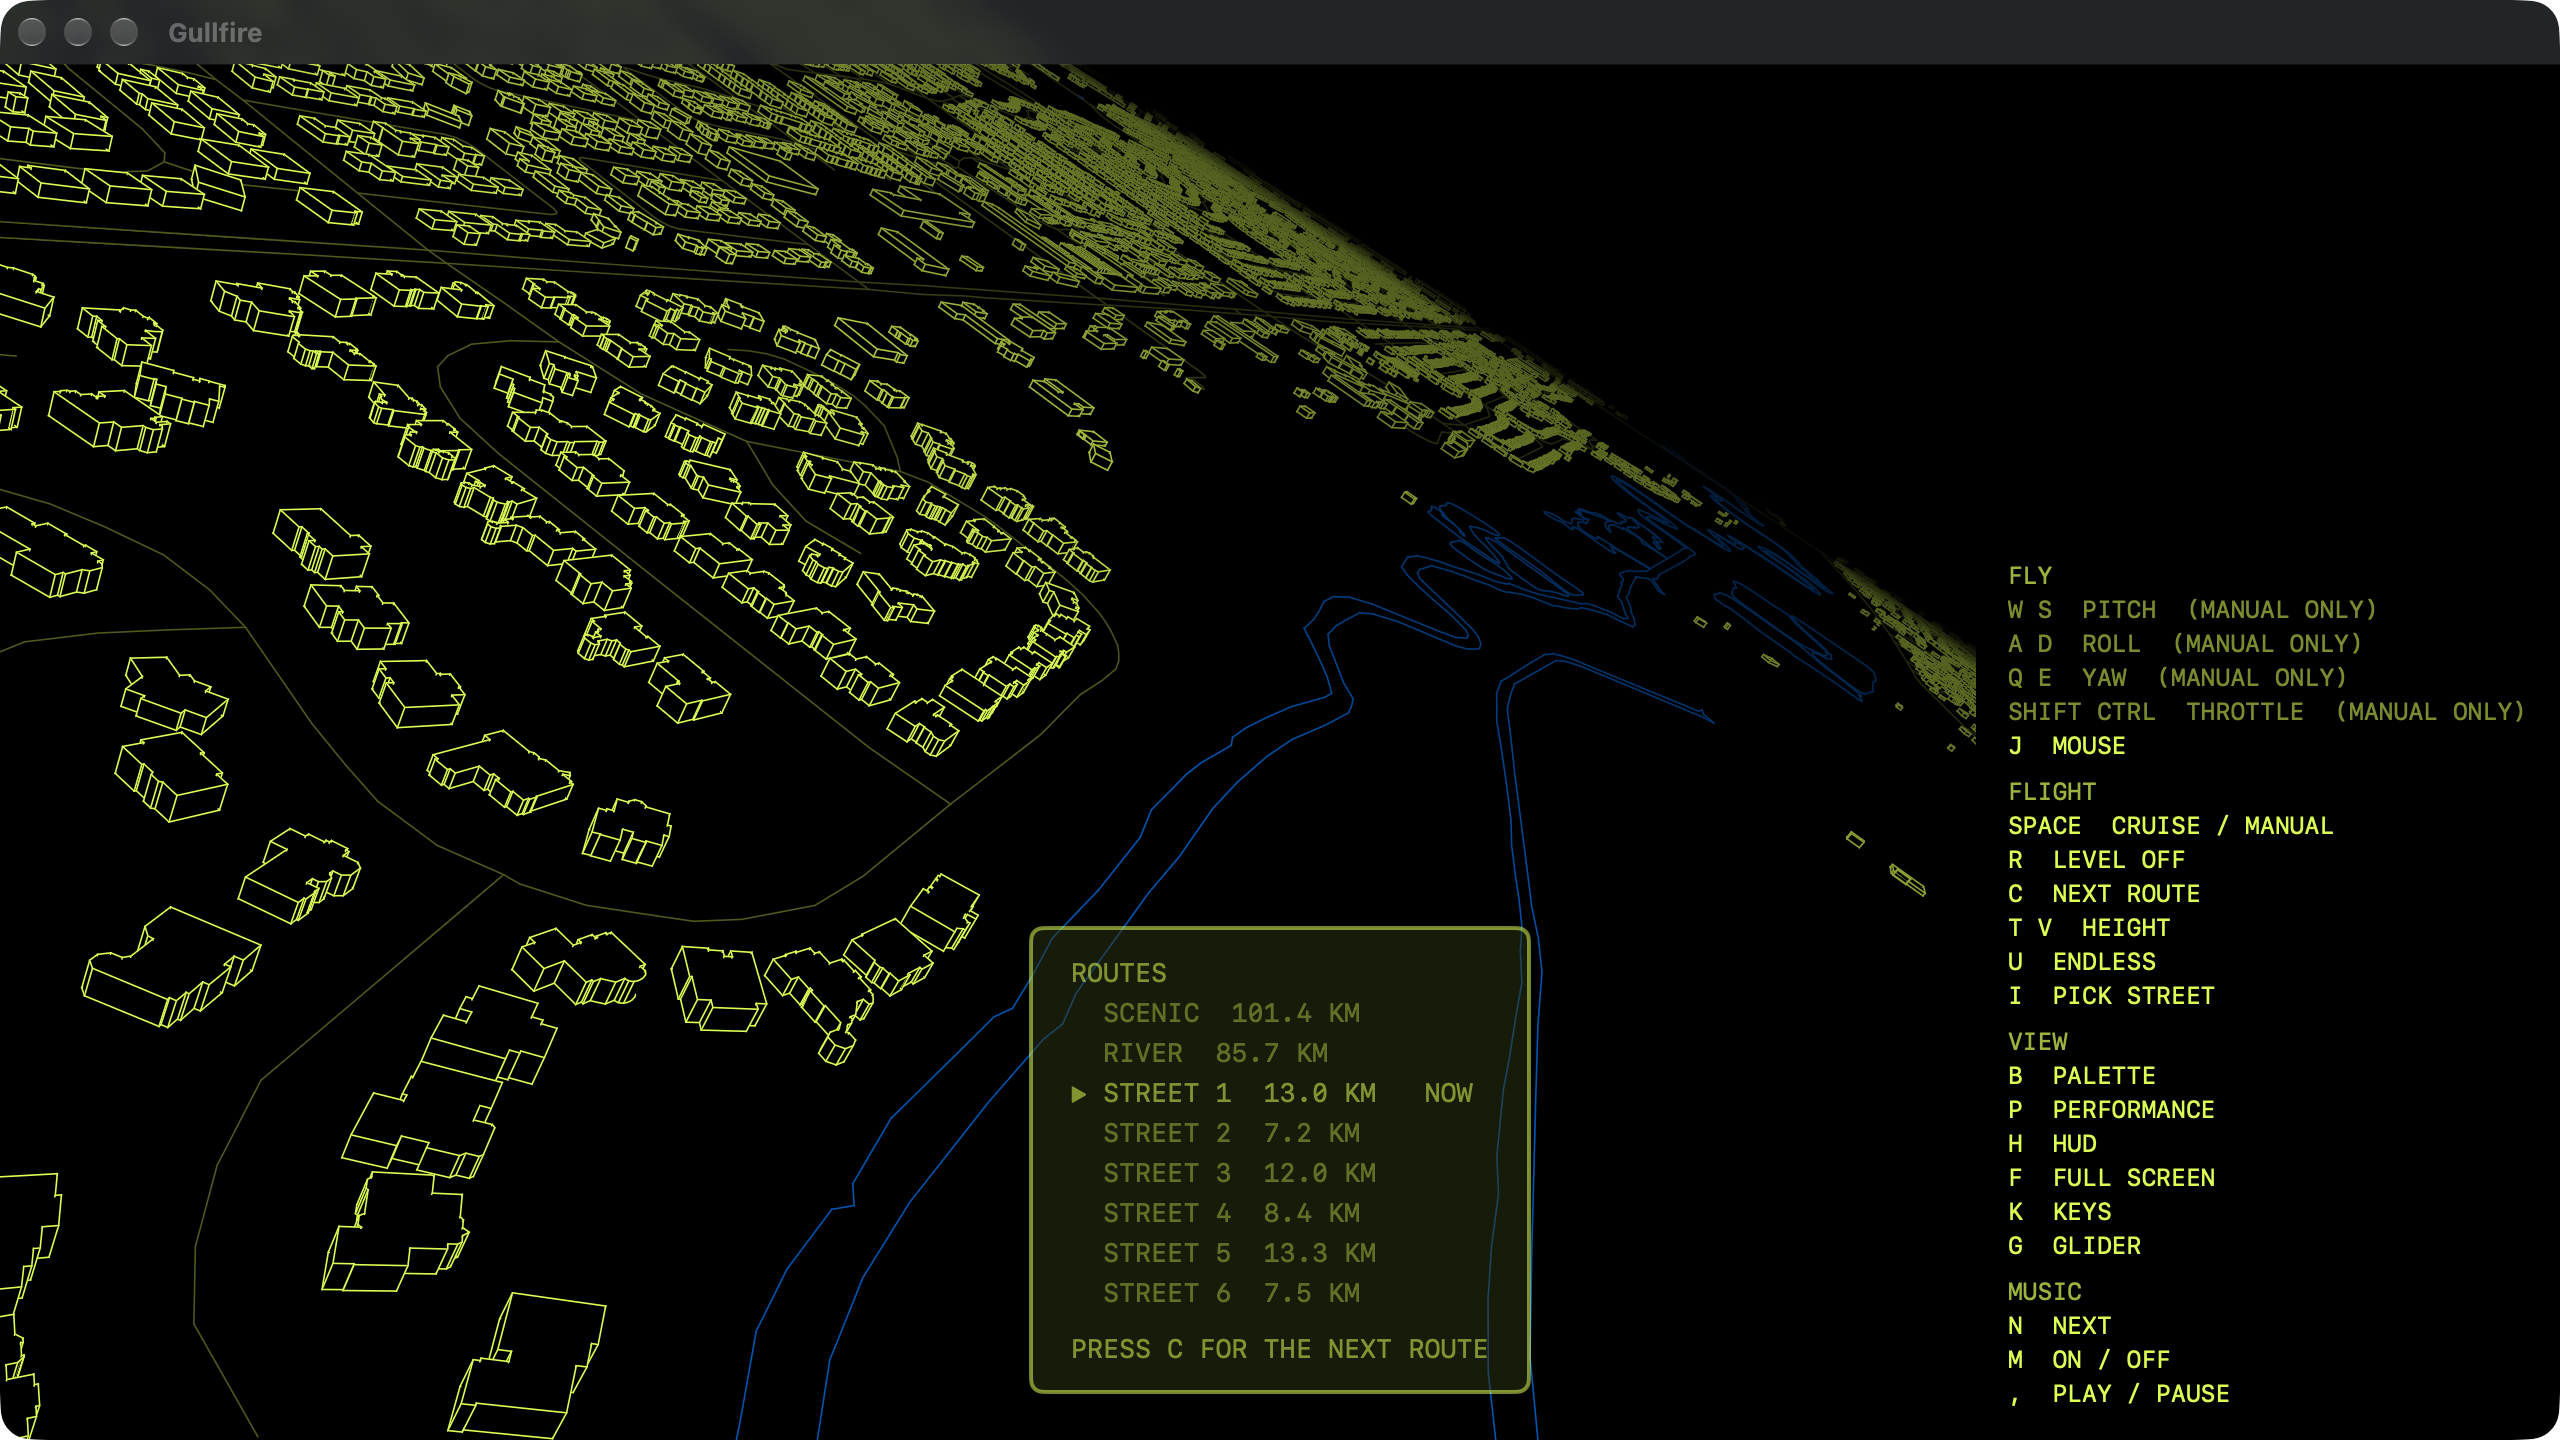 Gullfire
FLY
W S PITCH (MANUAL ONLY)
A D ROLL (MANUAL ONLY)
Q E YAW (MANUAL ONLY)
SHIFT CTRL THROTTLE (MANUAL ONLY)
J MOUSE
FLIGHT
SPACE CRUISE / MANUAL
R LEVEL OFF
C NEXT ROUTE
T V HEIGHT
U ENDLESS
I PICK STREET
VIEW
B PALETTE
P PERFORMANCE
H HUD
F FULL SCREEN
K KEYS
G GLIDER
MUSIC
N NEXT
M ON / OFF
, PLAY / PAUSE
ROUTES
SCENIC 101.4 KM
RIVER 85.7 KM
▶ STREET 1 13.0 KM NOW
STREET 2 7.2 KM
STREET 3 12.0 KM
STREET 4 8.4 KM
STREET 5 13.3 KM
STREET 6 7.5 KM
PRESS C FOR THE NEXT ROUTE